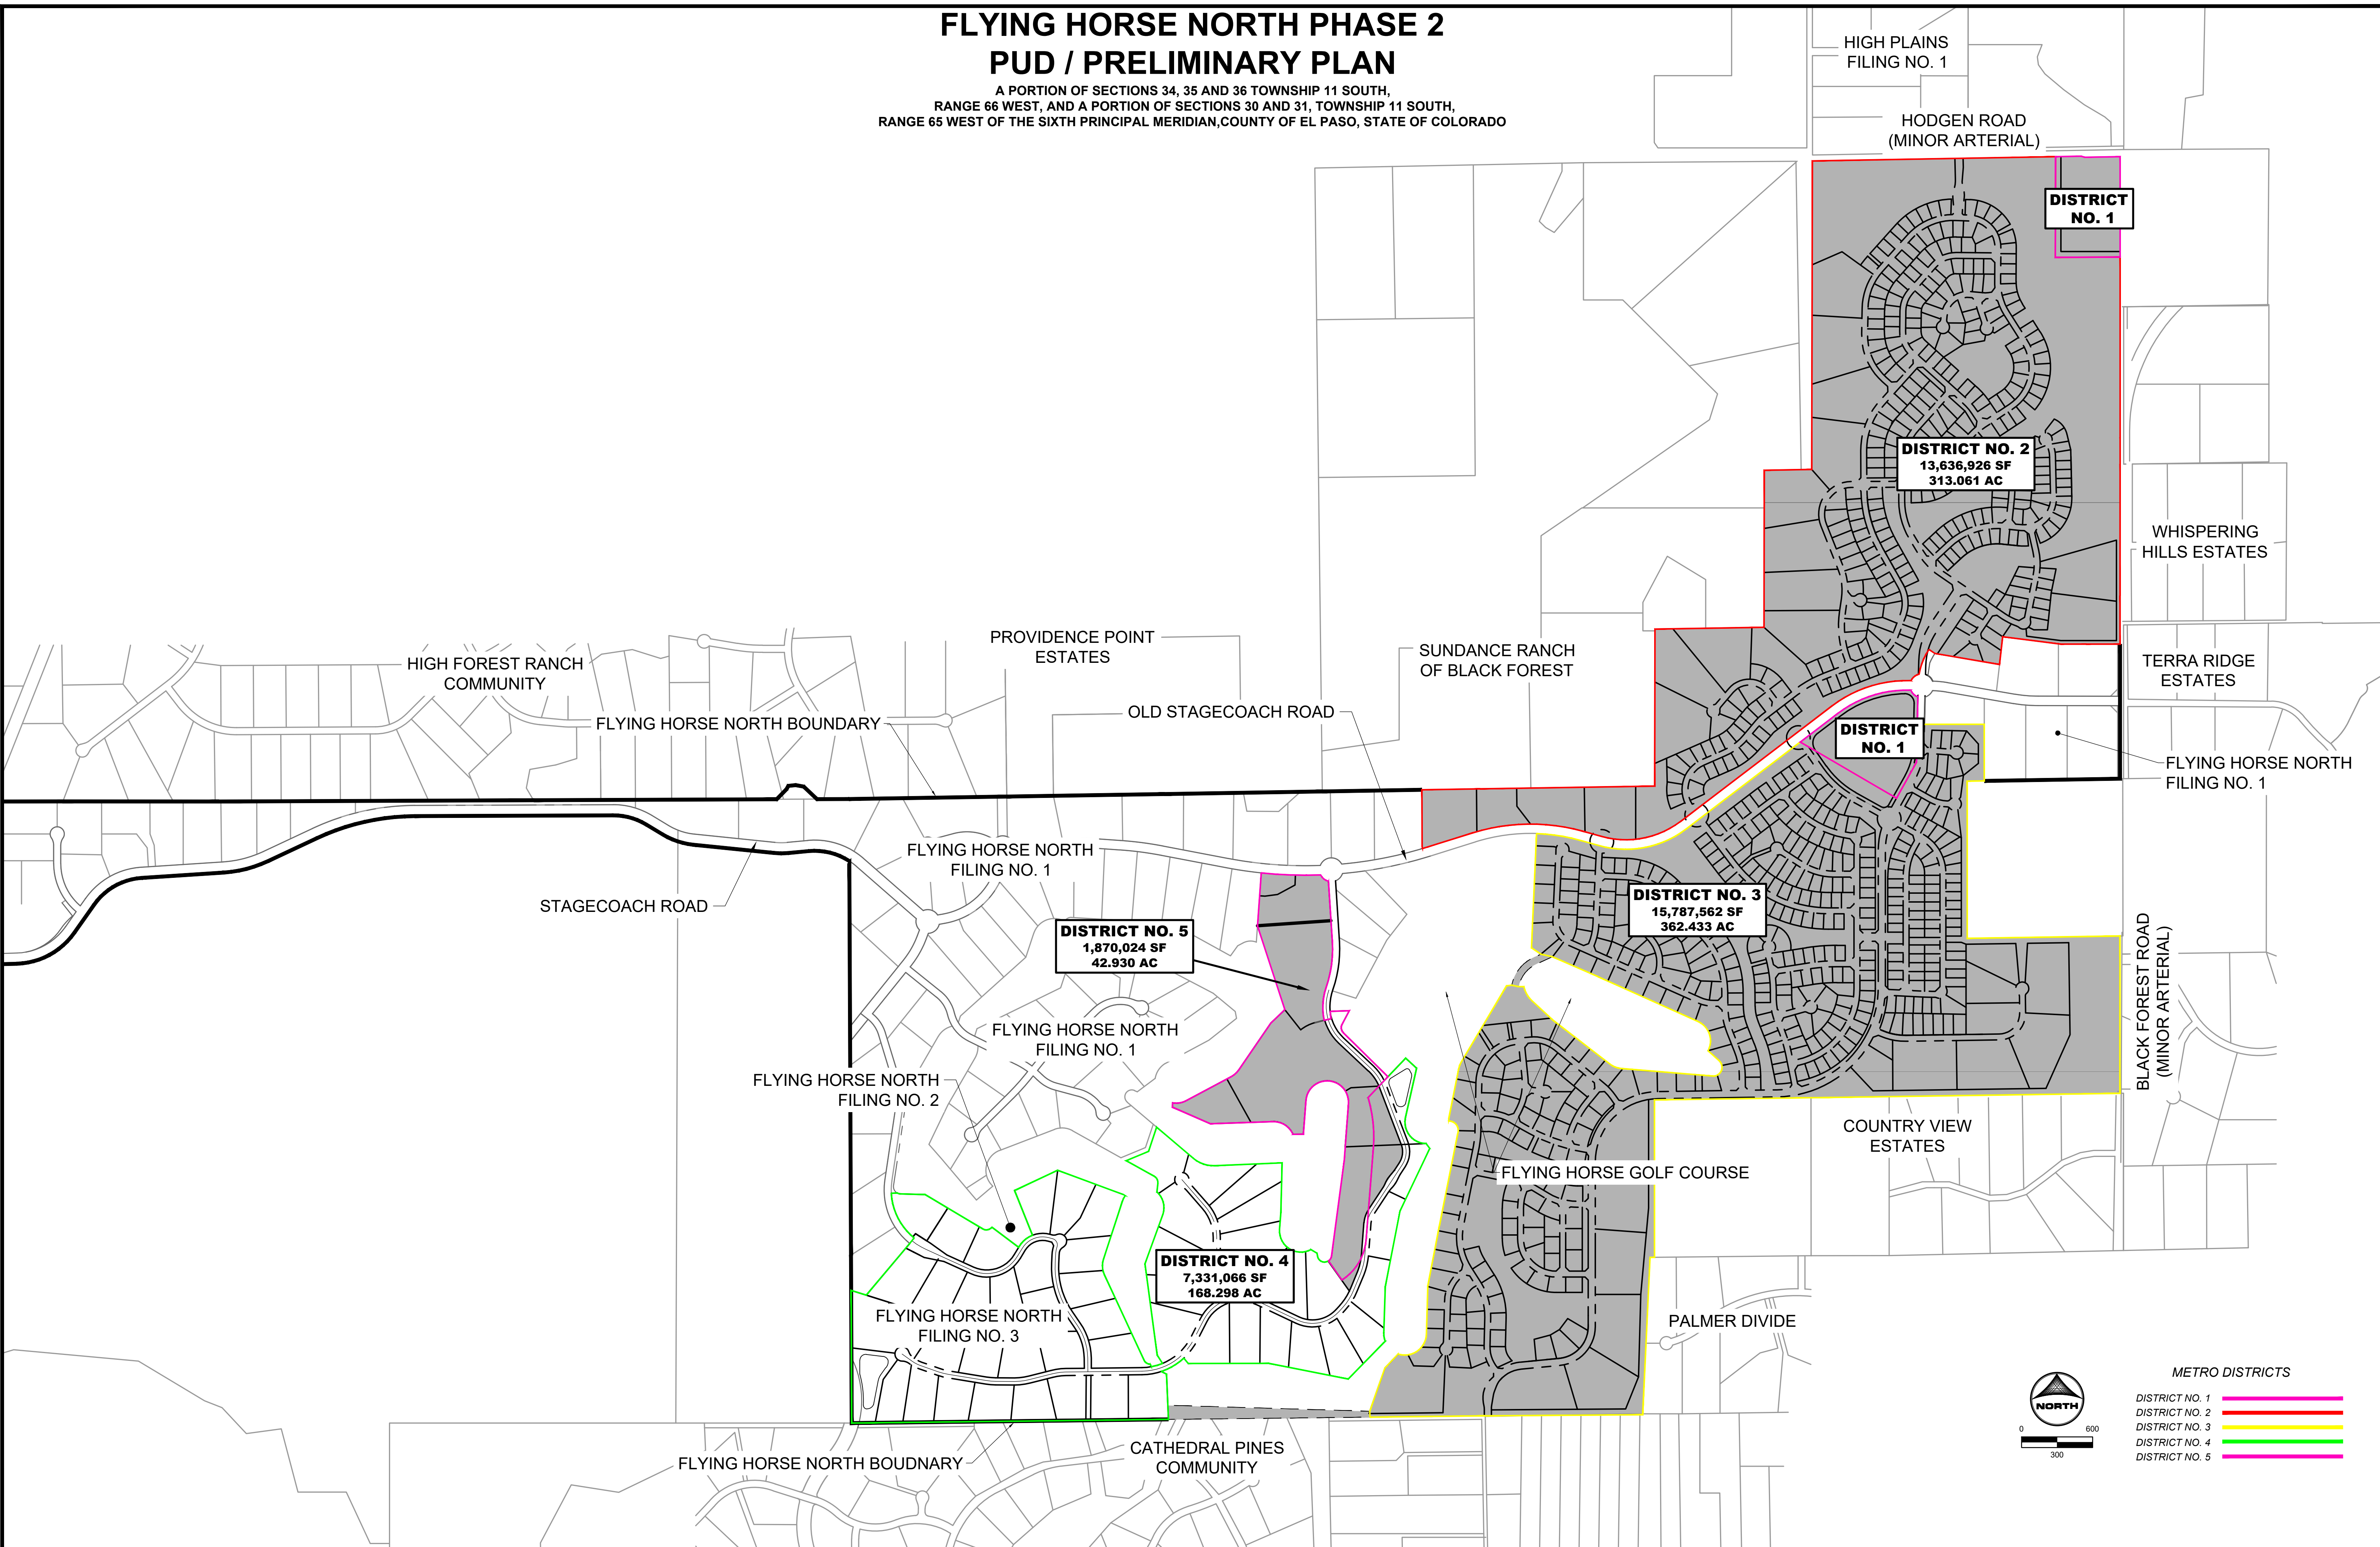 FLYING HORSE NORTH PHASE 2
PUD / PRELIMINARY PLAN
A PORTION OF SECTIONS 34, 35 AND 36 TOWNSHIP 11 SOUTH,
RANGE 66 WEST, AND A PORTION OF SECTIONS 30 AND 31, TOWNSHIP 11 SOUTH,
RANGE 65 WEST OF THE SIXTH PRINCIPAL MERIDIAN,COUNTY OF EL PASO, STATE OF COLORADO
HIGH PLAINS
FILING NO. 1
HODGEN ROAD
(MINOR ARTERIAL)
DISTRICT
NO. 1
DISTRICT NO. 2
13,636,926 SF
313.061 AC
WHISPERING
HILLS ESTATES
HIGH FOREST RANCH
COMMUNITY
PROVIDENCE POINT
ESTATES
SUNDANCE RANCH
OF BLACK FOREST
TERRA RIDGE
ESTATES
FLYING HORSE NORTH BOUNDARY
OLD STAGECOACH ROAD
DISTRICT
NO. 1
FLYING HORSE NORTH
FILING NO. 1
FLYING HORSE NORTH
FILING NO. 1
STAGECOACH ROAD
DISTRICT NO. 5
1,870,024 SF
42.930 AC
DISTRICT NO. 3
15,787,562 SF
362.433 AC
BLACK FOREST ROAD
(MINOR ARTERIAL)
FLYING HORSE NORTH
FILING NO. 1
FLYING HORSE NORTH
FILING NO. 2
COUNTRY VIEW
ESTATES
FLYING HORSE GOLF COURSE
DISTRICT NO. 4
7,331,066 SF
168.298 AC
FLYING HORSE NORTH
FILING NO. 3
PALMER DIVIDE
CATHEDRAL PINES
COMMUNITY
FLYING HORSE NORTH BOUDNARY
NORTH
0
600
300
METRO DISTRICTS
DISTRICT NO. 1
DISTRICT NO. 2
DISTRICT NO. 3
DISTRICT NO. 4
DISTRICT NO. 5